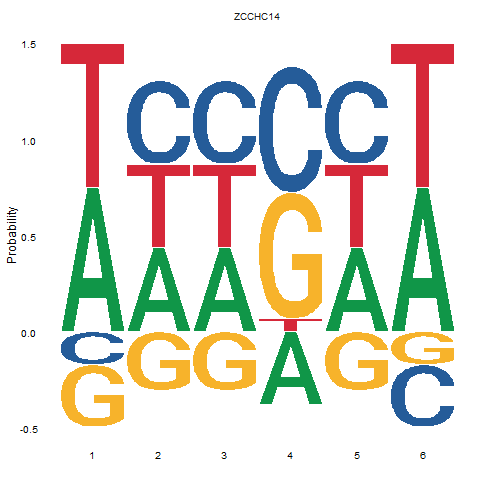 ZCCHC14
Probability
1.5
1.0
0.5
0.0
-0.5
T C C C C T
A T T G T A
C A A T A G
G G G A G C
1 2 3 4 5 6